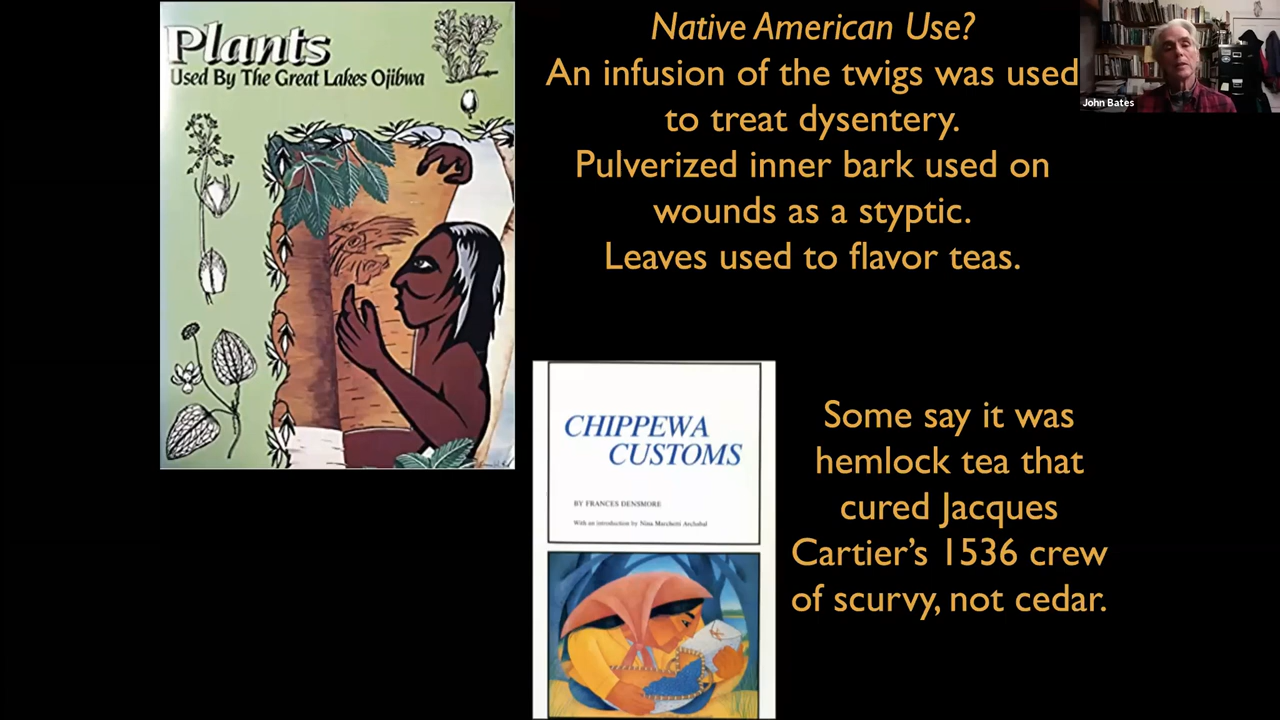 Plants
Used By The Great Lakes Ojibwa
Native American Use?
An infusion of the twigs was used
to treat dysentery.
Pulverized inner bark used on
wounds as a styptic.
Leaves used to flavor teas.
John Bates
CHIPPEWA
CUSTOMS
BY FRANCES DENSMORE
With an introduction by Nina Marchetti Archabal
Some say it was
hemlock tea that
cured Jacques
Cartier’s 1536 crew
of scurvy, not cedar.